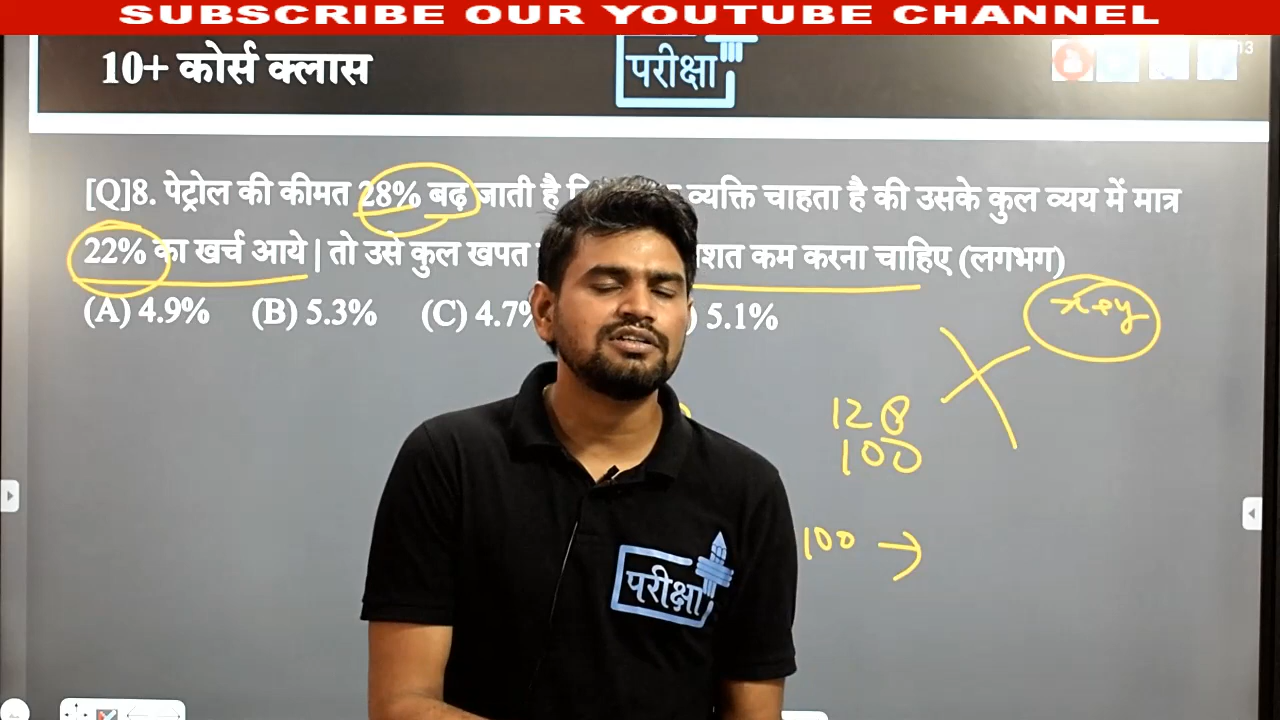 SUBSCRIBE OUR YOUTUBE CHANNEL
10+ कोर्स क्लास
परीक्षा
13
[Q]8. पेट्रोल की कीमत 28% बढ़ जाती है व्यक्ति चाहता है की उसके कुल व्यय में मात्र
22% का खर्च आये | तो उसे कुल खपत कम करना चाहिए (लगभग)
(A) 4.9% (B) 5.3% (C) 4.7% 5.1%
x+y
128
100
100 →
परीक्षा